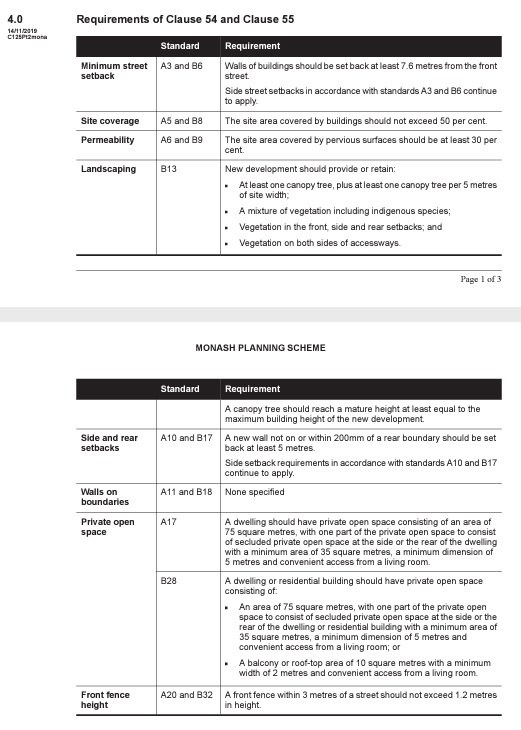 4.0
14/11/2019
C125Pt2mona
Requirements of Clause 54 and Clause 55
Standard
Requirement
Minimum street
setback
A3 and B6
Walls of buildings should be set back at least 7.6 metres from the front
street.
Side street setbacks in accordance with standards A3 and B6 continue
to apply.
Site coverage
A5 and B8
The site area covered by buildings should not exceed 50 per cent.
Permeability
A6 and B9
The site area covered by pervious surfaces should be at least 30 per
cent.
Landscaping
B13
New development should provide or retain:
▪ At least one canopy tree, plus at least one canopy tree per 5 metres
of site width;
▪ A mixture of vegetation including indigenous species;
▪ Vegetation in the front, side and rear setbacks; and
▪ Vegetation on both sides of accessways.
Page 1 of 3
MONASH PLANNING SCHEME
Standard
Requirement
A canopy tree should reach a mature height at least equal to the
maximum building height of the new development.
Side and rear
setbacks
A10 and B17
A new wall not on or within 200mm of a rear boundary should be set
back at least 5 metres.
Side setback requirements in accordance with standards A10 and B17
continue to apply.
Walls on
boundaries
A11 and B18
None specified
Private open
space
A17
A dwelling should have private open space consisting of an area of
75 square metres, with one part of the private open space to consist
of secluded private open space at the side or the rear of the dwelling
with a minimum area of 35 square metres, a minimum dimension of
5 metres and convenient access from a living room.
B28
A dwelling or residential building should have private open space
consisting of:
▪ An area of 75 square metres, with one part of the private open
space to consist of secluded private open space at the side or the
rear of the dwelling or residential building with a minimum area of
35 square metres, a minimum dimension of 5 metres and
convenient access from a living room; or
▪ A balcony or roof-top area of 10 square metres with a minimum
width of 2 metres and convenient access from a living room.
Front fence
height
A20 and B32
A front fence within 3 metres of a street should not exceed 1.2 metres
in height.